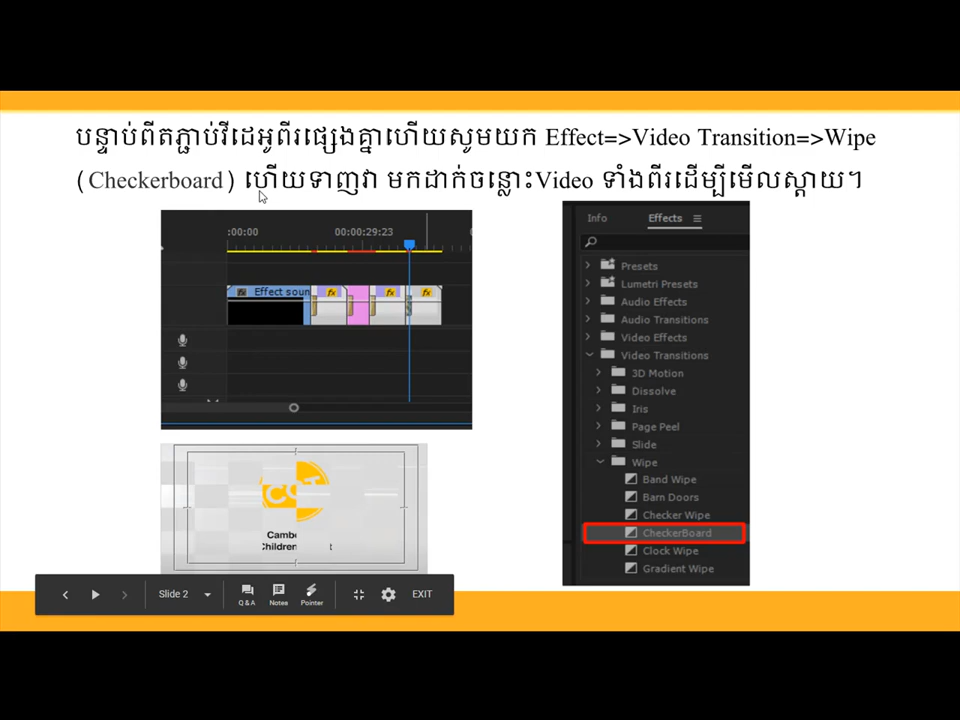 បន្ទាប់ពីតភ្ជាប់វីដេអូពីរផ្សេងគ្នាហើយសូមយក Effect=>Video Transition=>Wipe
(Checkerboard) ហើយទាញវា មកដាក់ចន្លោះVideo ទាំងពីរដើម្បីមើលស្តាយ។
:00:00
00:00:29:23
Effect soun
fx
fx
fx
CCT
Cambo
Children t
Info
Effects
Presets
Lumetri Presets
Audio Effects
Audio Transitions
Video Effects
Video Transitions
3D Motion
Dissolve
Iris
Page Peel
Slide
Wipe
Band Wipe
Barn Doors
Checker Wipe
CheckerBoard
Clock Wipe
Gradient Wipe
Slide 2
Q & A
Notes
Pointer
EXIT